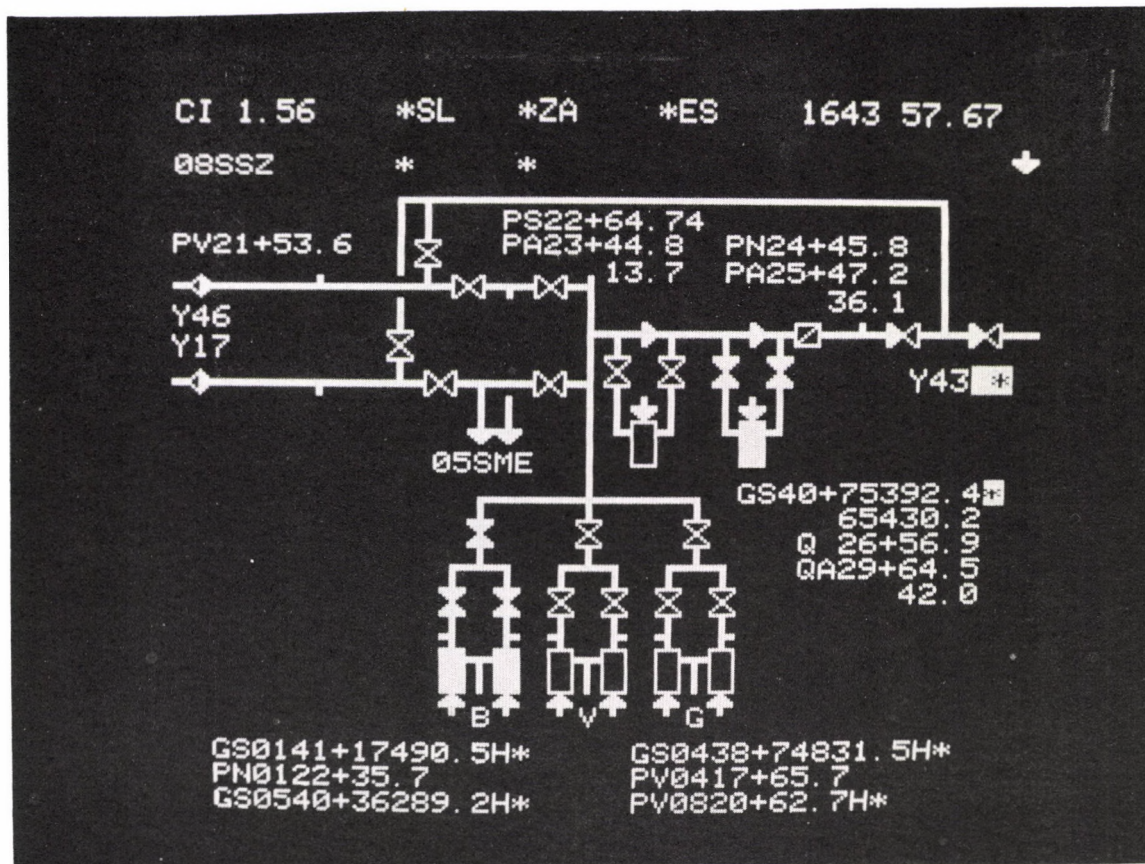 CI 1.56 *SL *ZA *ES 1643 57.67
08SSZ * *
PS22+64.74
PV21+53.6 PA23+44.8 PN24+45.8
13.7 PA25+47.2
36.1
Y46
Y17
Y43 *
05SME
GS40+75392.4*
65430.2
Q 26+56.9
QA29+64.5
42.0
B V G
GS0141+17490.5H* GS0438+74831.5H*
PN0122+35.7 PV0417+65.7
GS0540+36289.2H* PV0820+62.7H*